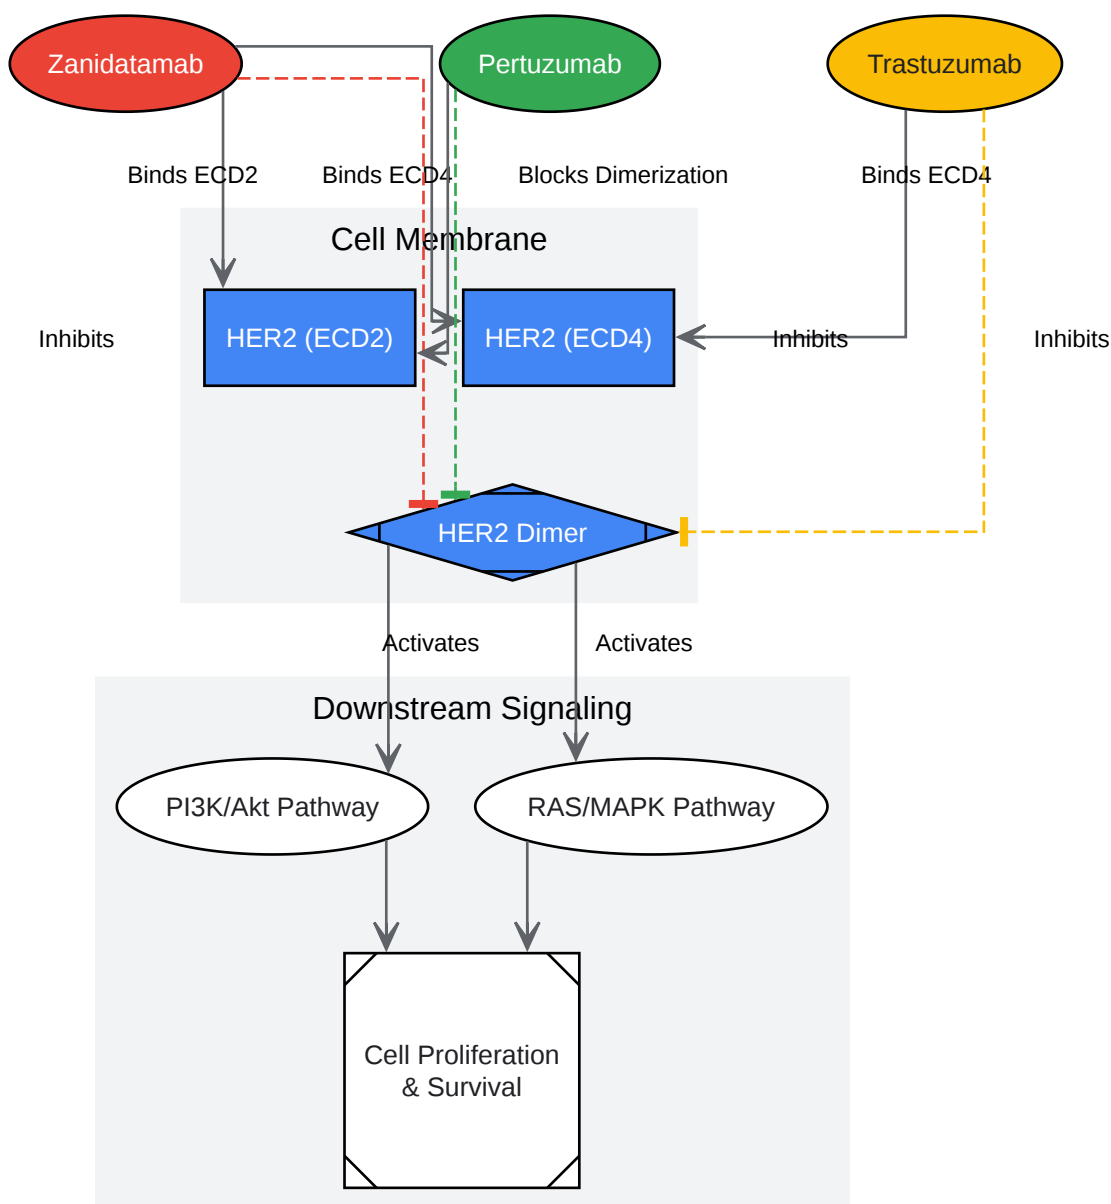 Zanidatamab
Pertuzumab
Trastuzumab
Binds ECD2
Binds ECD4
Blocks Dimerization
Binds ECD4
Cell Membrane
HER2 (ECD2)
HER2 (ECD4)
Inhibits
Inhibits
Inhibits
HER2 Dimer
Activates
Activates
Downstream Signaling
PI3K/Akt Pathway
RAS/MAPK Pathway
Cell Proliferation
& Survival